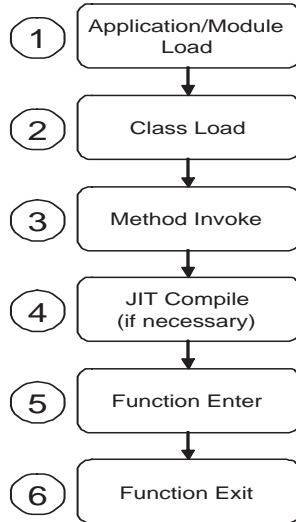 1
Application/Module
Load
2
Class Load
3
Method Invoke
4
JIT Compile
(if necessary)
5
Function Enter
6
Function Exit